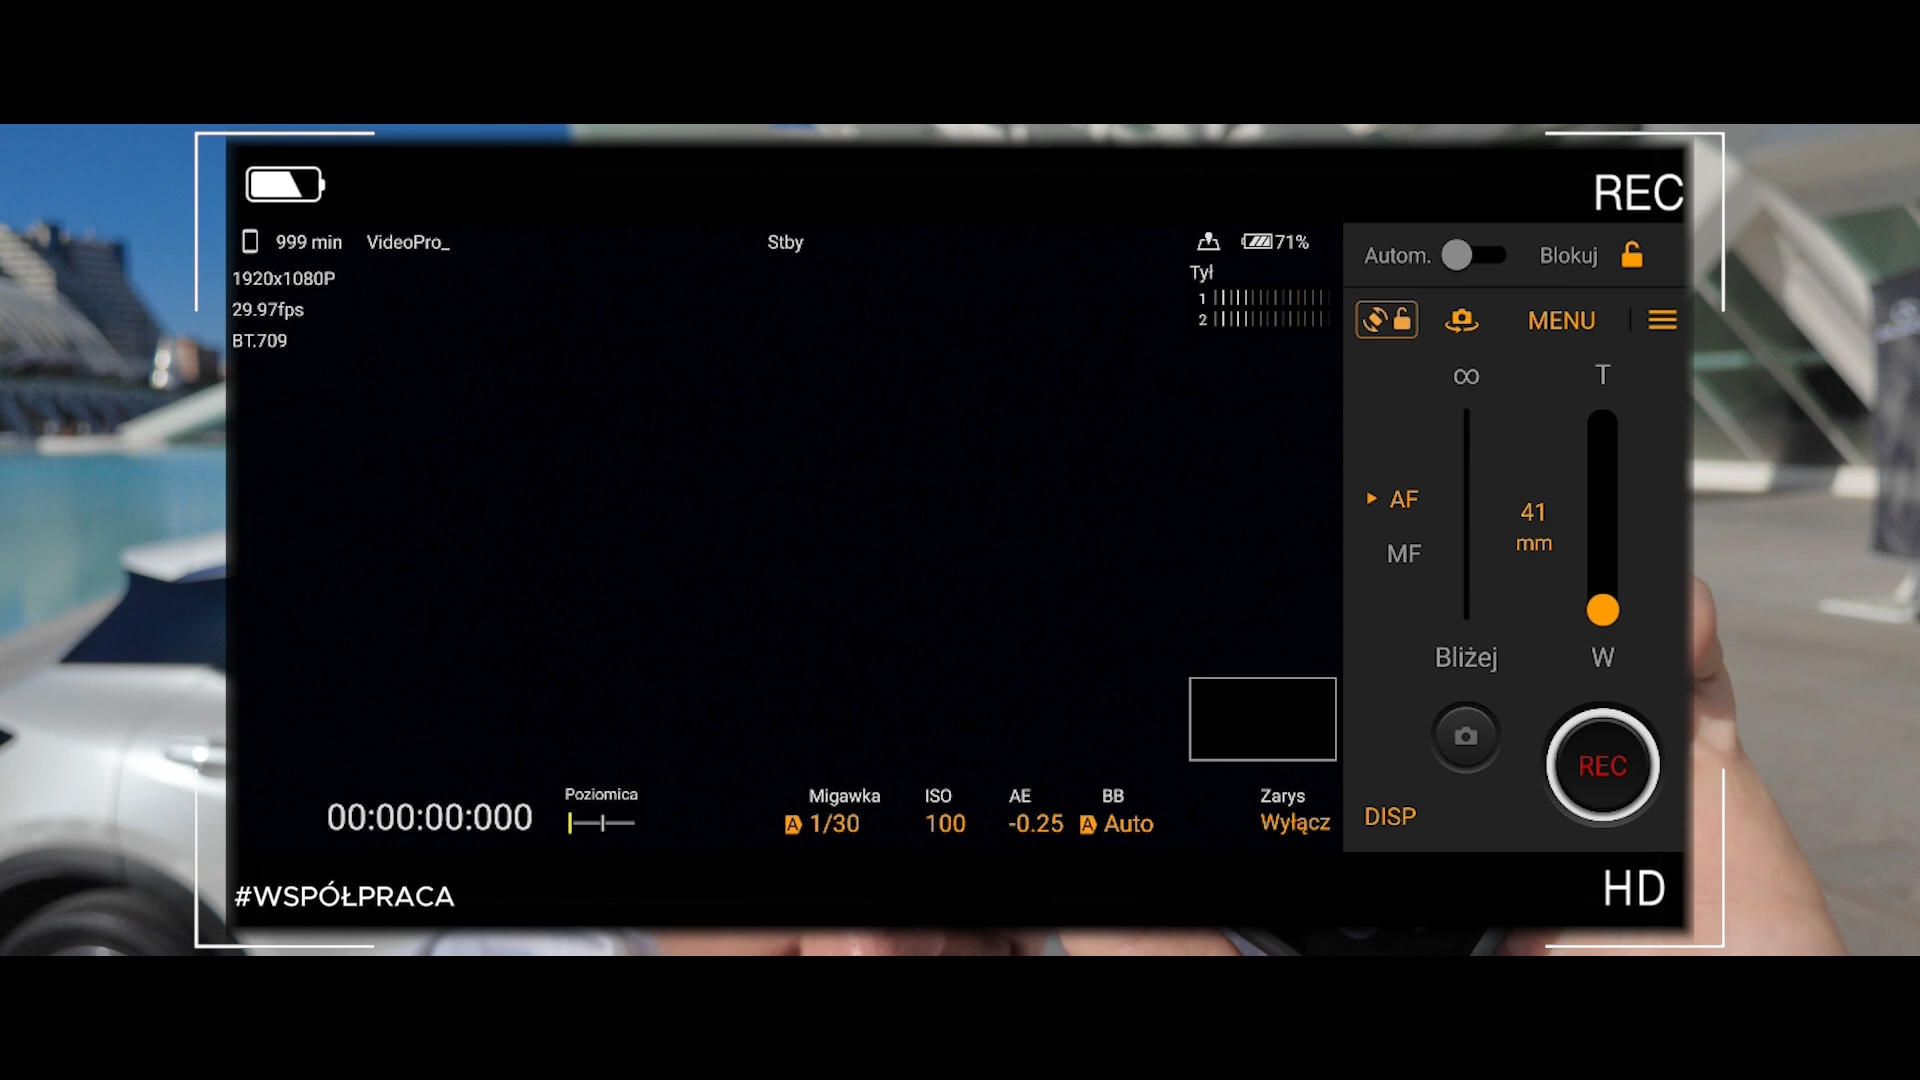 REC
999 min VideoPro_ Stby 71%
1920x1080P
29.97fps
BT.709
Tył
1
2
Autom. Blokuj
MENU
∞ T
AF
MF
41
mm
Bliżej W
REC
DISP
00:00:00:000
Poziomica
Migawka ISO AE BB Zarys
A 1/30 100 -0.25 A Auto Wyłącz
#WSPÓŁPRACA
HD